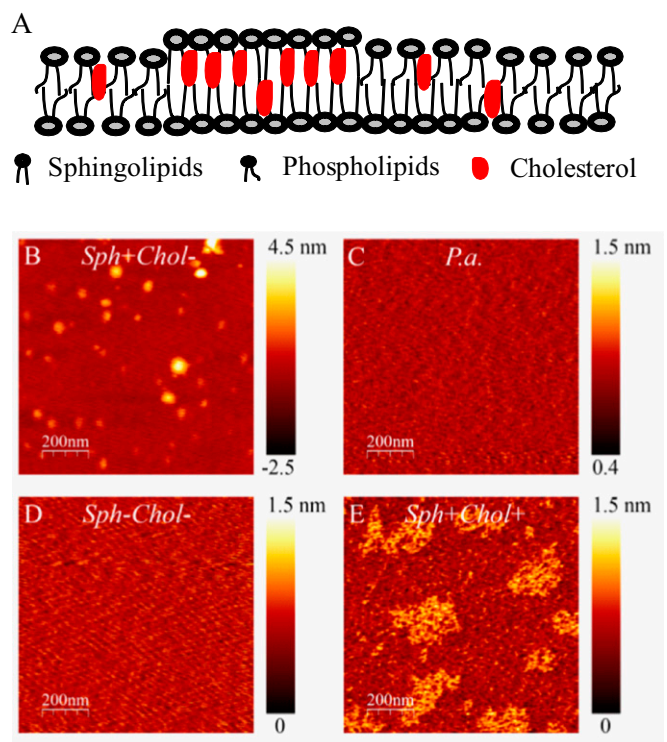 A
Sphingolipids Phospholipids Cholesterol
B Sph+Chol- 4.5 nm
200nm
-2.5
C P.a. 1.5 nm
200nm
0.4
D Sph-Chol- 1.5 nm
200nm
0
E Sph+Chol+ 1.5 nm
200nm
0